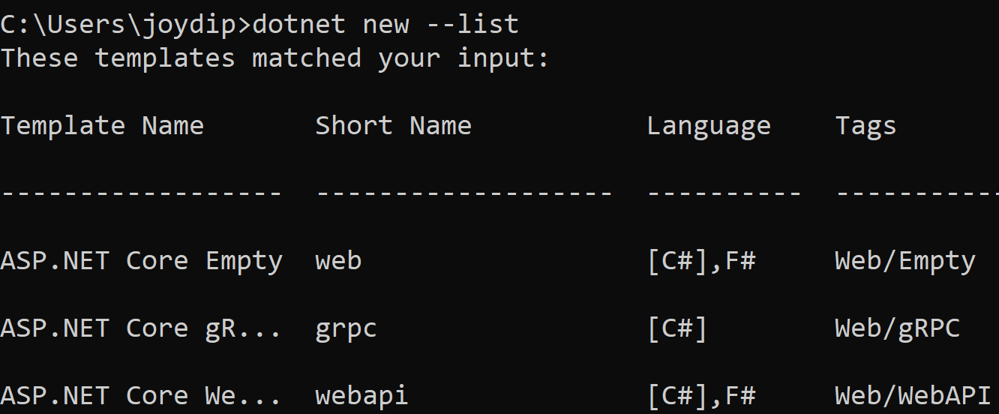 C:\Users\joydip>dotnet new --list
These templates matched your input:
Template Name Short Name Language Tags
------------------ ------------------- ---------- -----------
ASP.NET Core Empty web [C#],F# Web/Empty
ASP.NET Core gR... grpc [C#] Web/gRPC
ASP.NET Core We... webapi [C#],F# Web/WebAPI